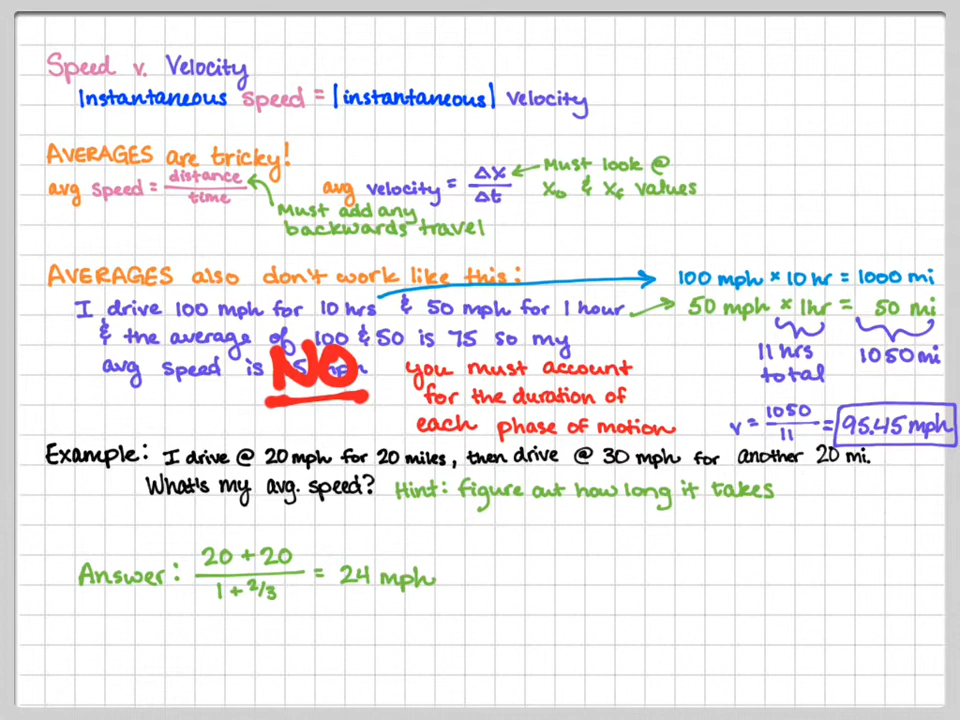 Speed v. Velocity
Instantaneous speed = |instantaneous| velocity
AVERAGES are tricky!
avg speed = distance / time
Must add any
backwards travel
avg velocity = Δx / Δt
Must look @
x₀ & x_f values
AVERAGES also don't work like this:
I drive 100 mph for 10 hrs & 50 mph for 1 hour
& the average of 100 & 50 is 75 so my
avg speed is 5 mph
NO
100 mph × 10 hr = 1000 mi
50 mph × 1hr = 50 mi
11 hrs
total
1050 mi
you must account
for the duration of
each phase of motion
v = 1050 / 11 = 95.45 mph
Example: I drive @ 20 mph for 20 miles, then drive @ 30 mph for another 20 mi.
What's my avg. speed? Hint: figure out how long it takes
Answer: 20 + 20 / 1 + 2/3 = 24 mph